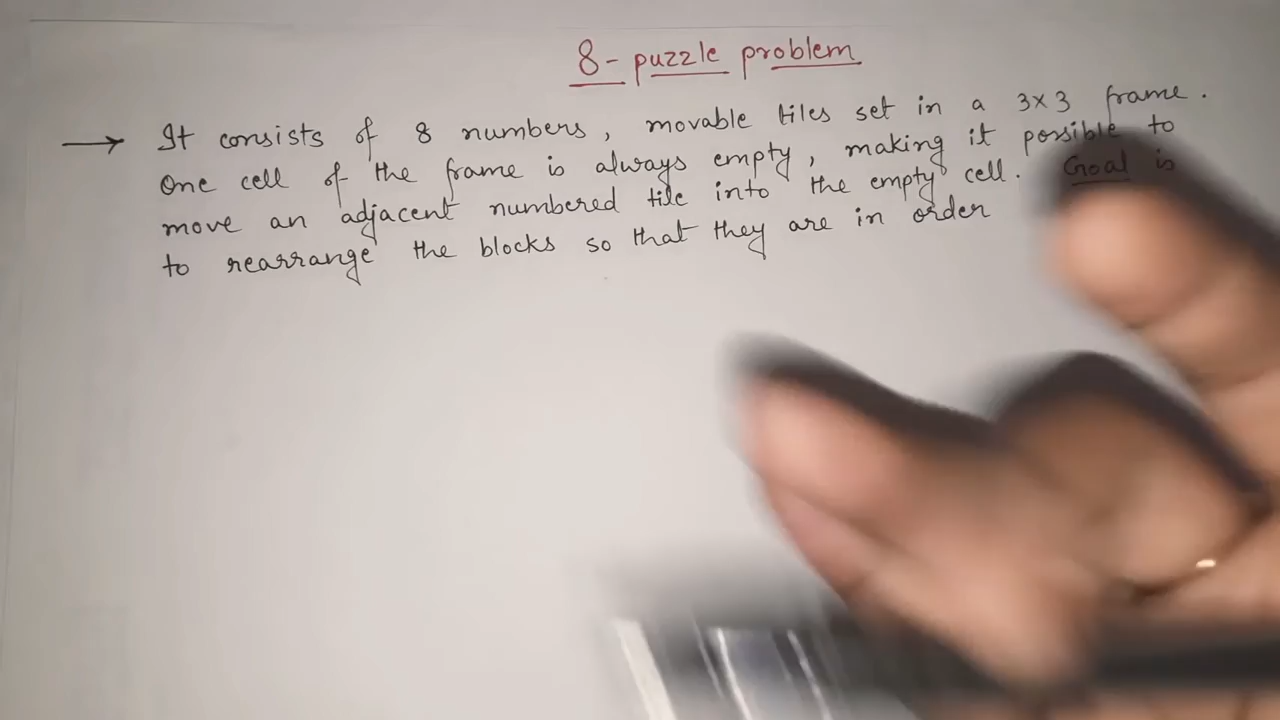 8- puzzle problem
→ It consists of 8 numbers, movable tiles set in a 3×3 frame.
One cell of the frame is always empty, making it possible to
move an adjacent numbered tile into the empty cell. Goal is
to rearrange the blocks so that they are in order